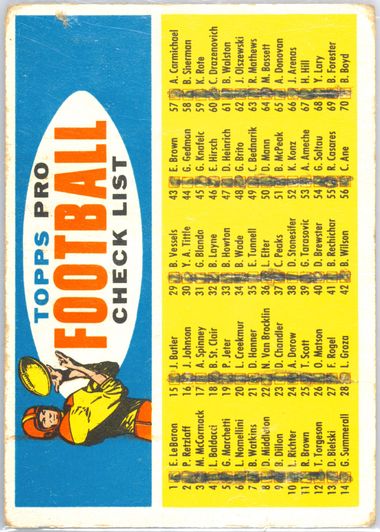 TOPPS PRO
FOOTBALL
CHECK LIST
1 E. LeBaron
2 P. Retzlaff
3 M. McCormack
4 L. Baldacci
5 G. Marchetti
6 L. Nomellini
7 B. Watkins
8 D. Middleton
9 B. Dillon
10 L. Richter
11 R. Brown
12 T. Torgeson
13 D. Bielski
14 G. Summerall
15 J. Butler
16 J. Johnson
17 A. Spinney
18 B. St. Clair
19 P. Jeter
20 L. Creekmur
21 D. Hanner
22 N. Van Brocklin
23 D. Chandler
24 A. Dorow
25 T. Scott
26 O. Matson
27 F. Rogel
28 L. Groza
29 B. Vessels
30 Y. A. Tittle
31 G. Blanda
32 B. Layne
33 B. Howton
34 B. Wade
35 E. Tunnell
36 L. Elter
37 C. Peaks
38 D. Stonesifer
39 G. Tarasovic
40 D. Brewster
41 B. Rechichar
42 B. Wilson
43 E. Brown
44 G. Gedman
45 G. Knafelc
46 E. Hirsch
47 D. Heinrich
48 G. Brito
49 C. Bednarik
50 D. Mann
51 B. McPeak
52 K. Konz
53 A. Ameche
54 G. Soltau
55 R. Casares
56 C. Ane
57 A. Carmichael
58 B. Sherman
59 K. Rote
60 C. Drazenovich
61 B. Walston
62 J. Olszewski
63 R. Mathews
64 M. Bassett
65 A. Donovan
66 J. Arenas
67 H. Hill
68 Y. Lary
69 B. Forester
70 B. Boyd